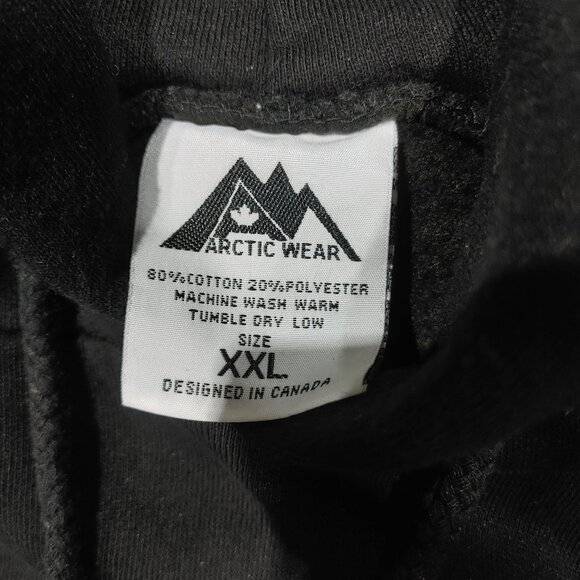 ARCTIC WEAR
80%COTTON 20%POLYESTER
MACHINE WASH WARM
TUMBLE DRY LOW
SIZE
XXL
DESIGNED IN CANADA